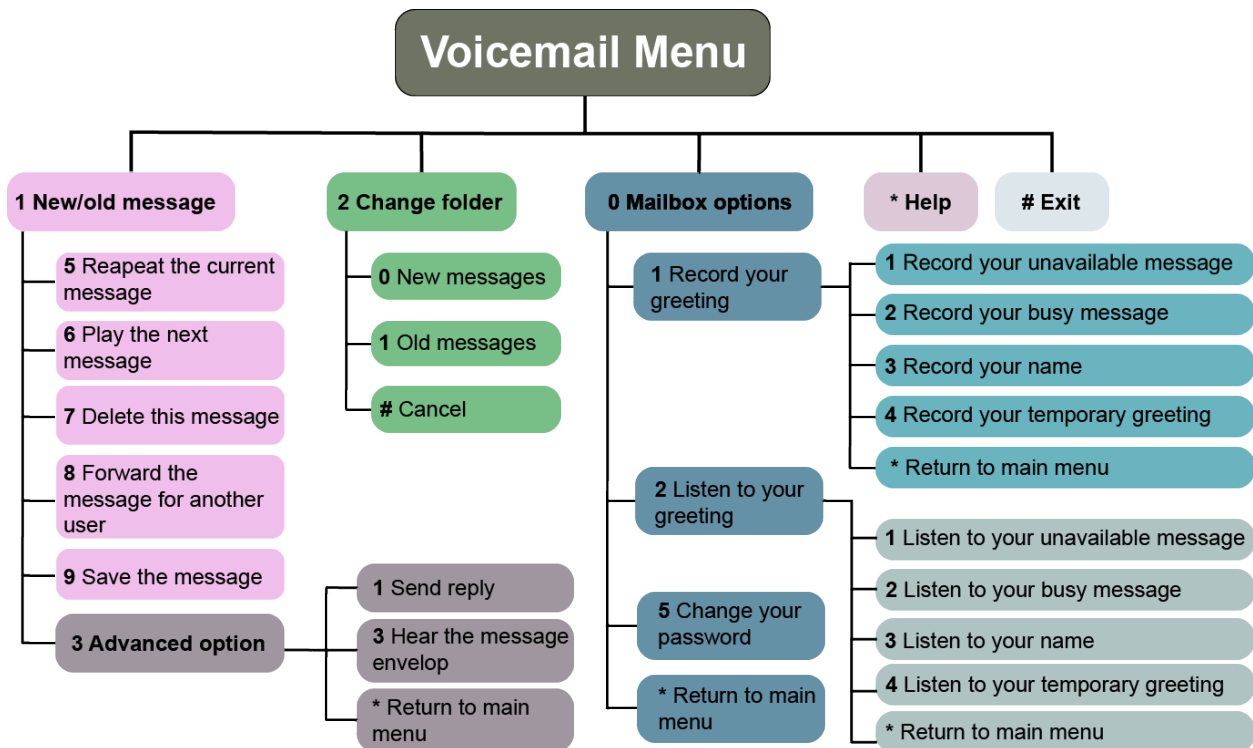 Voicemail Menu
1 New/old message
5 Reapeat the current
message
6 Play the next
message
7 Delete this message
8 Forward the
message for another
user
9 Save the message
3 Advanced option
1 Send reply
3 Hear the message
envelop
* Return to main
menu
2 Change folder
0 New messages
1 Old messages
# Cancel
0 Mailbox options
1 Record your
greeting
1 Record your unavailable message
2 Record your busy message
3 Record your name
4 Record your temporary greeting
* Return to main menu
2 Listen to your
greeting
1 Listen to your unavailable message
2 Listen to your busy message
3 Listen to your name
4 Listen to your temporary greeting
* Return to main menu
5 Change your
password
* Return to main
menu
* Help
# Exit